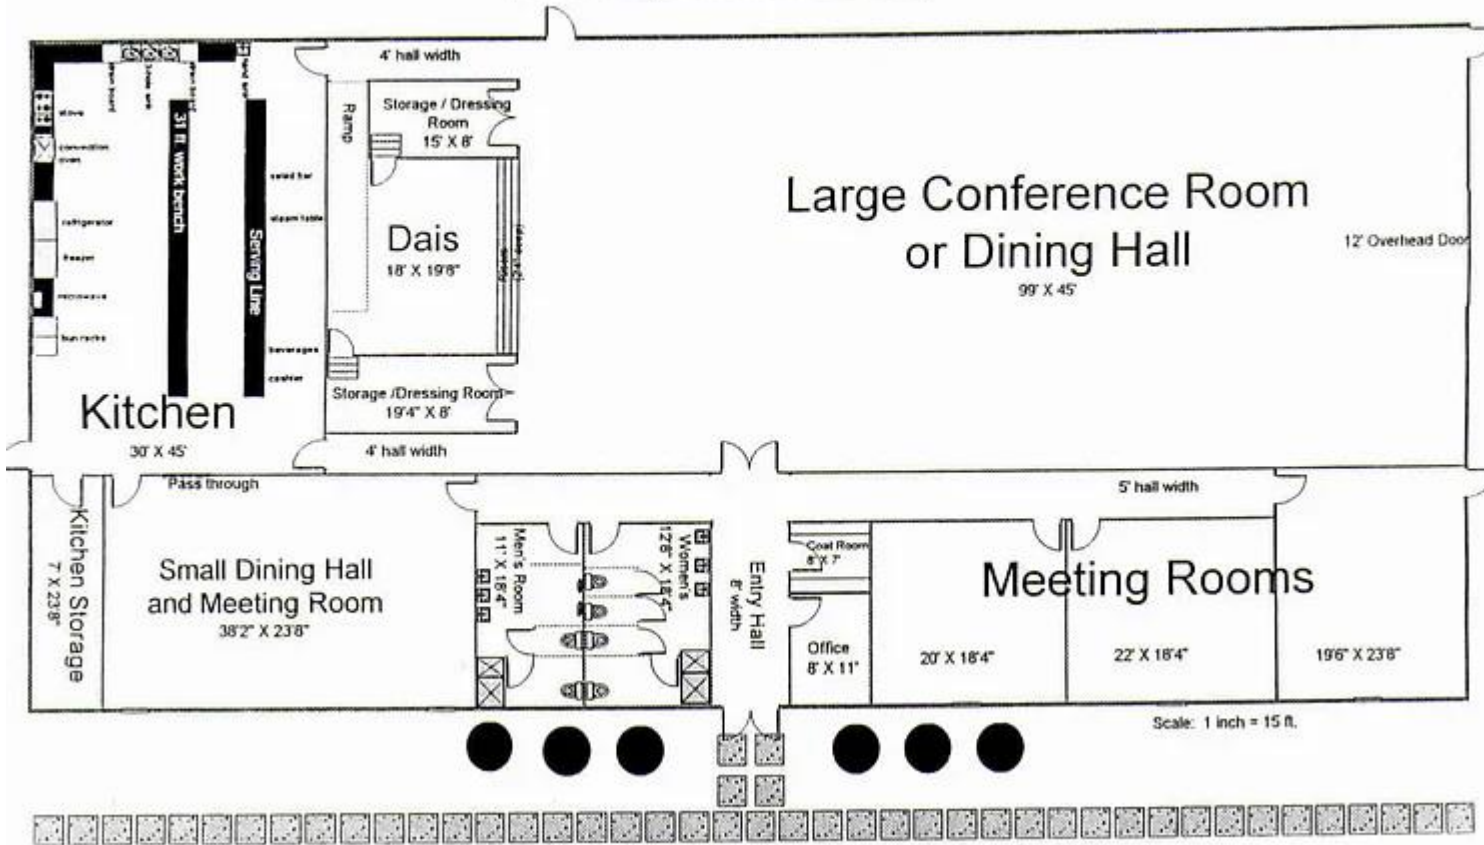 4' hall width
Storage / Dressing
Room
15' X 8'
Ramp
drain board
drain board
hand sink
stove
convection
oven
31 ft. work bench
Serving Line
salad bar
steam table
refrigerator
freezer
microwave
bun racks
beverages
cashier
Dais
18' X 19'6"
Large Conference Room
or Dining Hall
99' X 45'
12' Overhead Door
Kitchen
30' X 45'
Storage /Dressing Room
19'4" X 8'
4' hall width
Pass through
5' hall width
Kitchen Storage
7' X 23'8"
Small Dining Hall
and Meeting Room
38'2" X 23'8"
Men's Room
11' X 18'4"
Women's
12'8" X 18'4"
Entry Hall
8' width
Coat Room
8' X 7'
Office
8' X 11'
Meeting Rooms
20' X 18'4"
22' X 18'4"
19'6" X 23'8"
Scale: 1 inch = 15 ft.